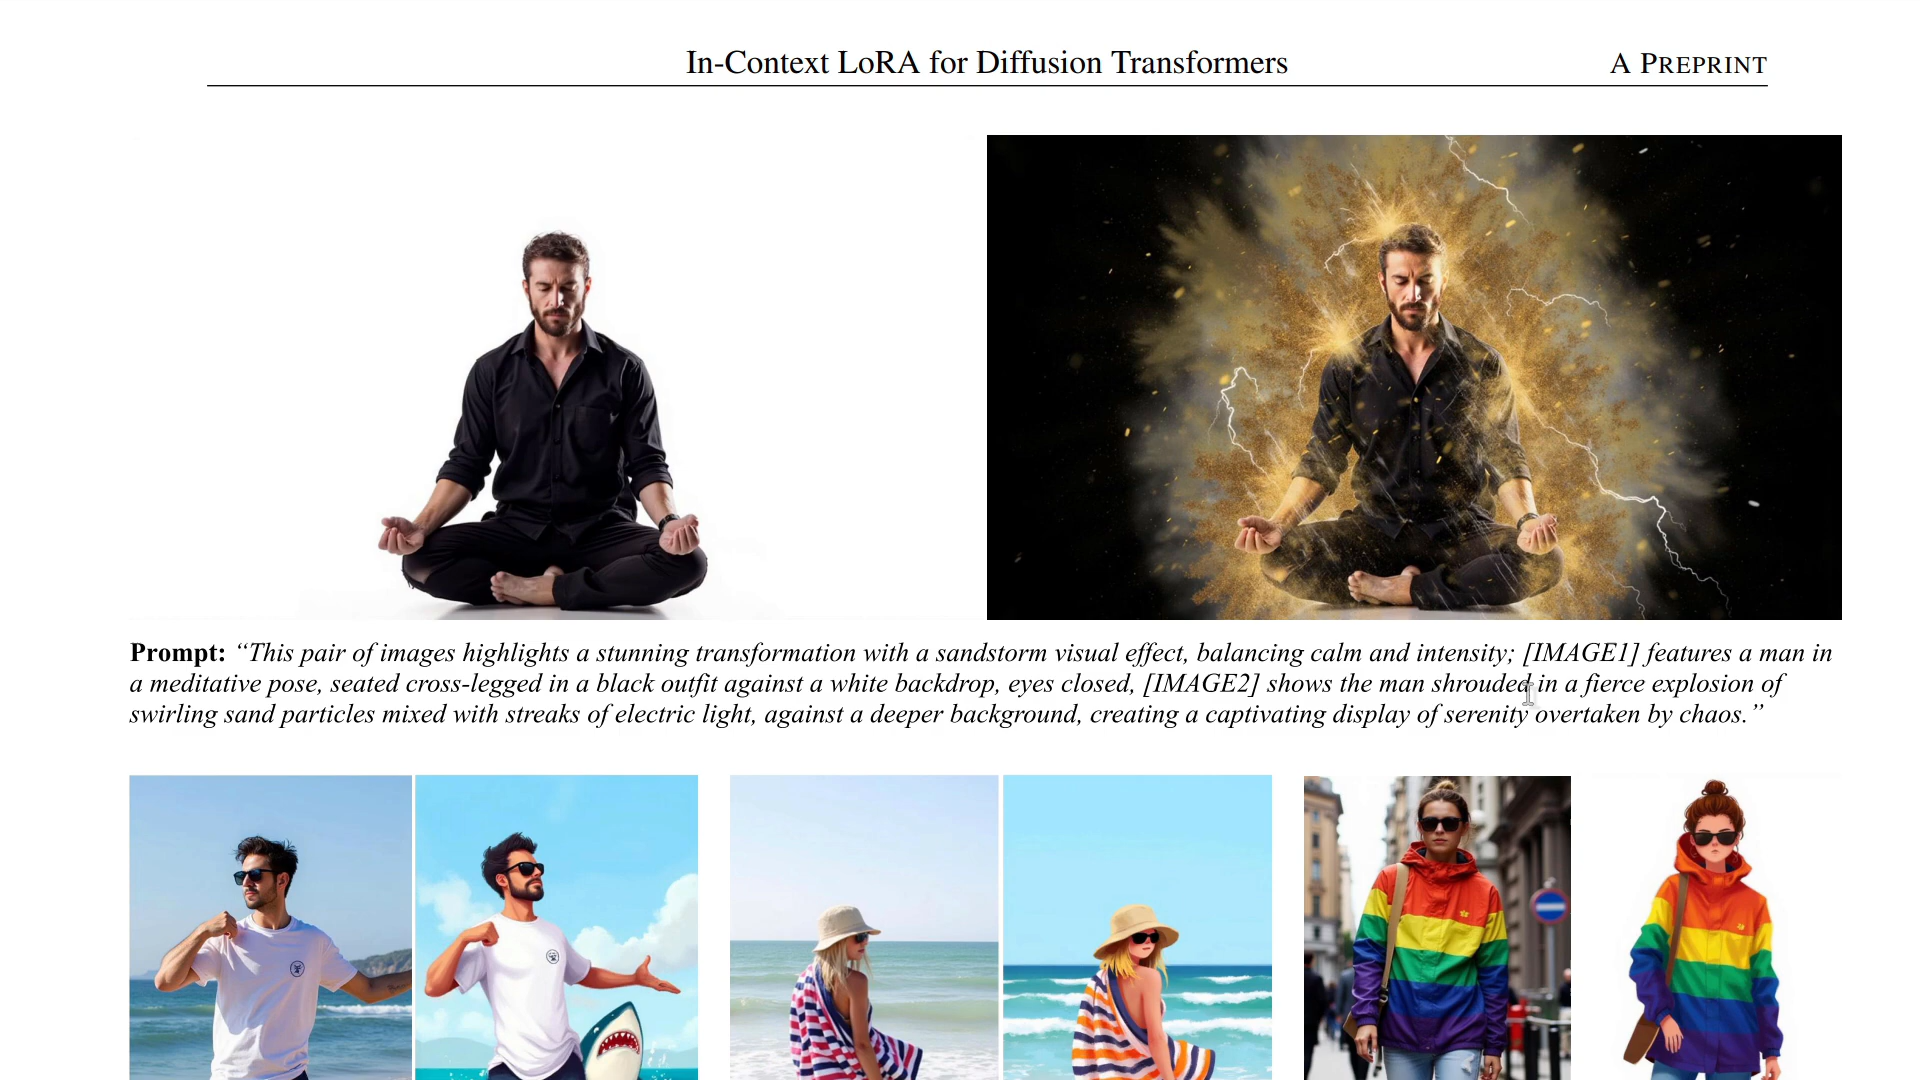 In-Context LoRA for Diffusion Transformers
A PREPRINT
Prompt: “This pair of images highlights a stunning transformation with a sandstorm visual effect, balancing calm and intensity; [IMAGE1] features a man in
a meditative pose, seated cross-legged in a black outfit against a white backdrop, eyes closed, [IMAGE2] shows the man shrouded in a fierce explosion of
swirling sand particles mixed with streaks of electric light, against a deeper background, creating a captivating display of serenity overtaken by chaos.”